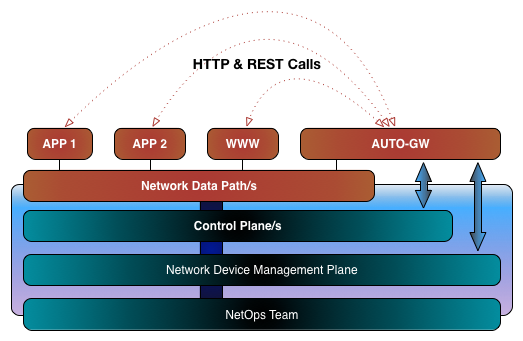 HTTP & REST Calls
APP 1
APP 2
WWW
AUTO-GW
Network Data Path/s
Control Plane/s
Network Device Management Plane
NetOps Team